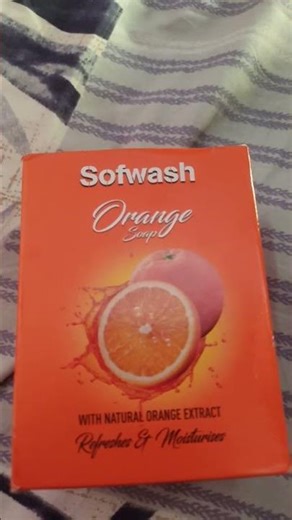 Sofwash
Orange
Soap
WITH NATURAL ORANGE EXTRACT
Refreshes & Moisturises